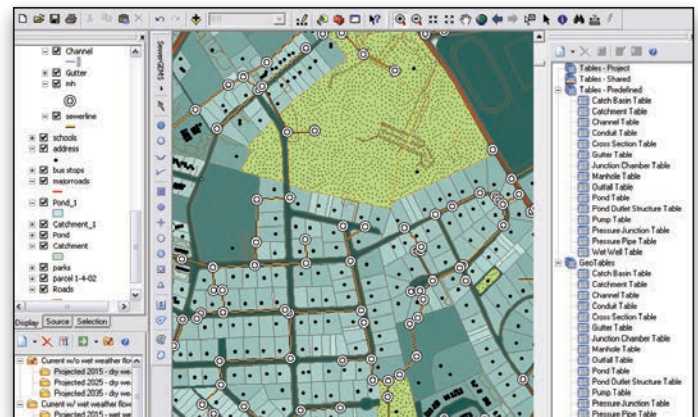 Channel
Gutter
mh
sewerline
schools
address
bus stops
majorroads
Pond_1
Catchment_1
Pond
Catchment
parks
parcel 1-4-02
Roads
Display Source Selection
Current w/o wet weather flow
Projected 2015 - dry we
Projected 2025 - dry we
Projected 2035 - dry we
Current w/ wet weather flow
Projected 2015 - wet we
SewerGEMS
Tables - Project
Tables - Shared
Tables - Predefined
Catch Basin Table
Catchment Table
Channel Table
Conduit Table
Cross Section Table
Gutter Table
Junction Chamber Table
Manhole Table
Outfall Table
Pond Table
Pond Outlet Structure Table
Pump Table
Pressure Junction Table
Pressure Pipe Table
Wet Well Table
GeoTables
Catch Basin Table
Catchment Table
Channel Table
Conduit Table
Cross Section Table
Gutter Table
Junction Chamber Table
Manhole Table
Outfall Table
Pond Table
Pond Outlet Structure Table
Pump Table
Pressure Junction Table
Pressure Pipe Table